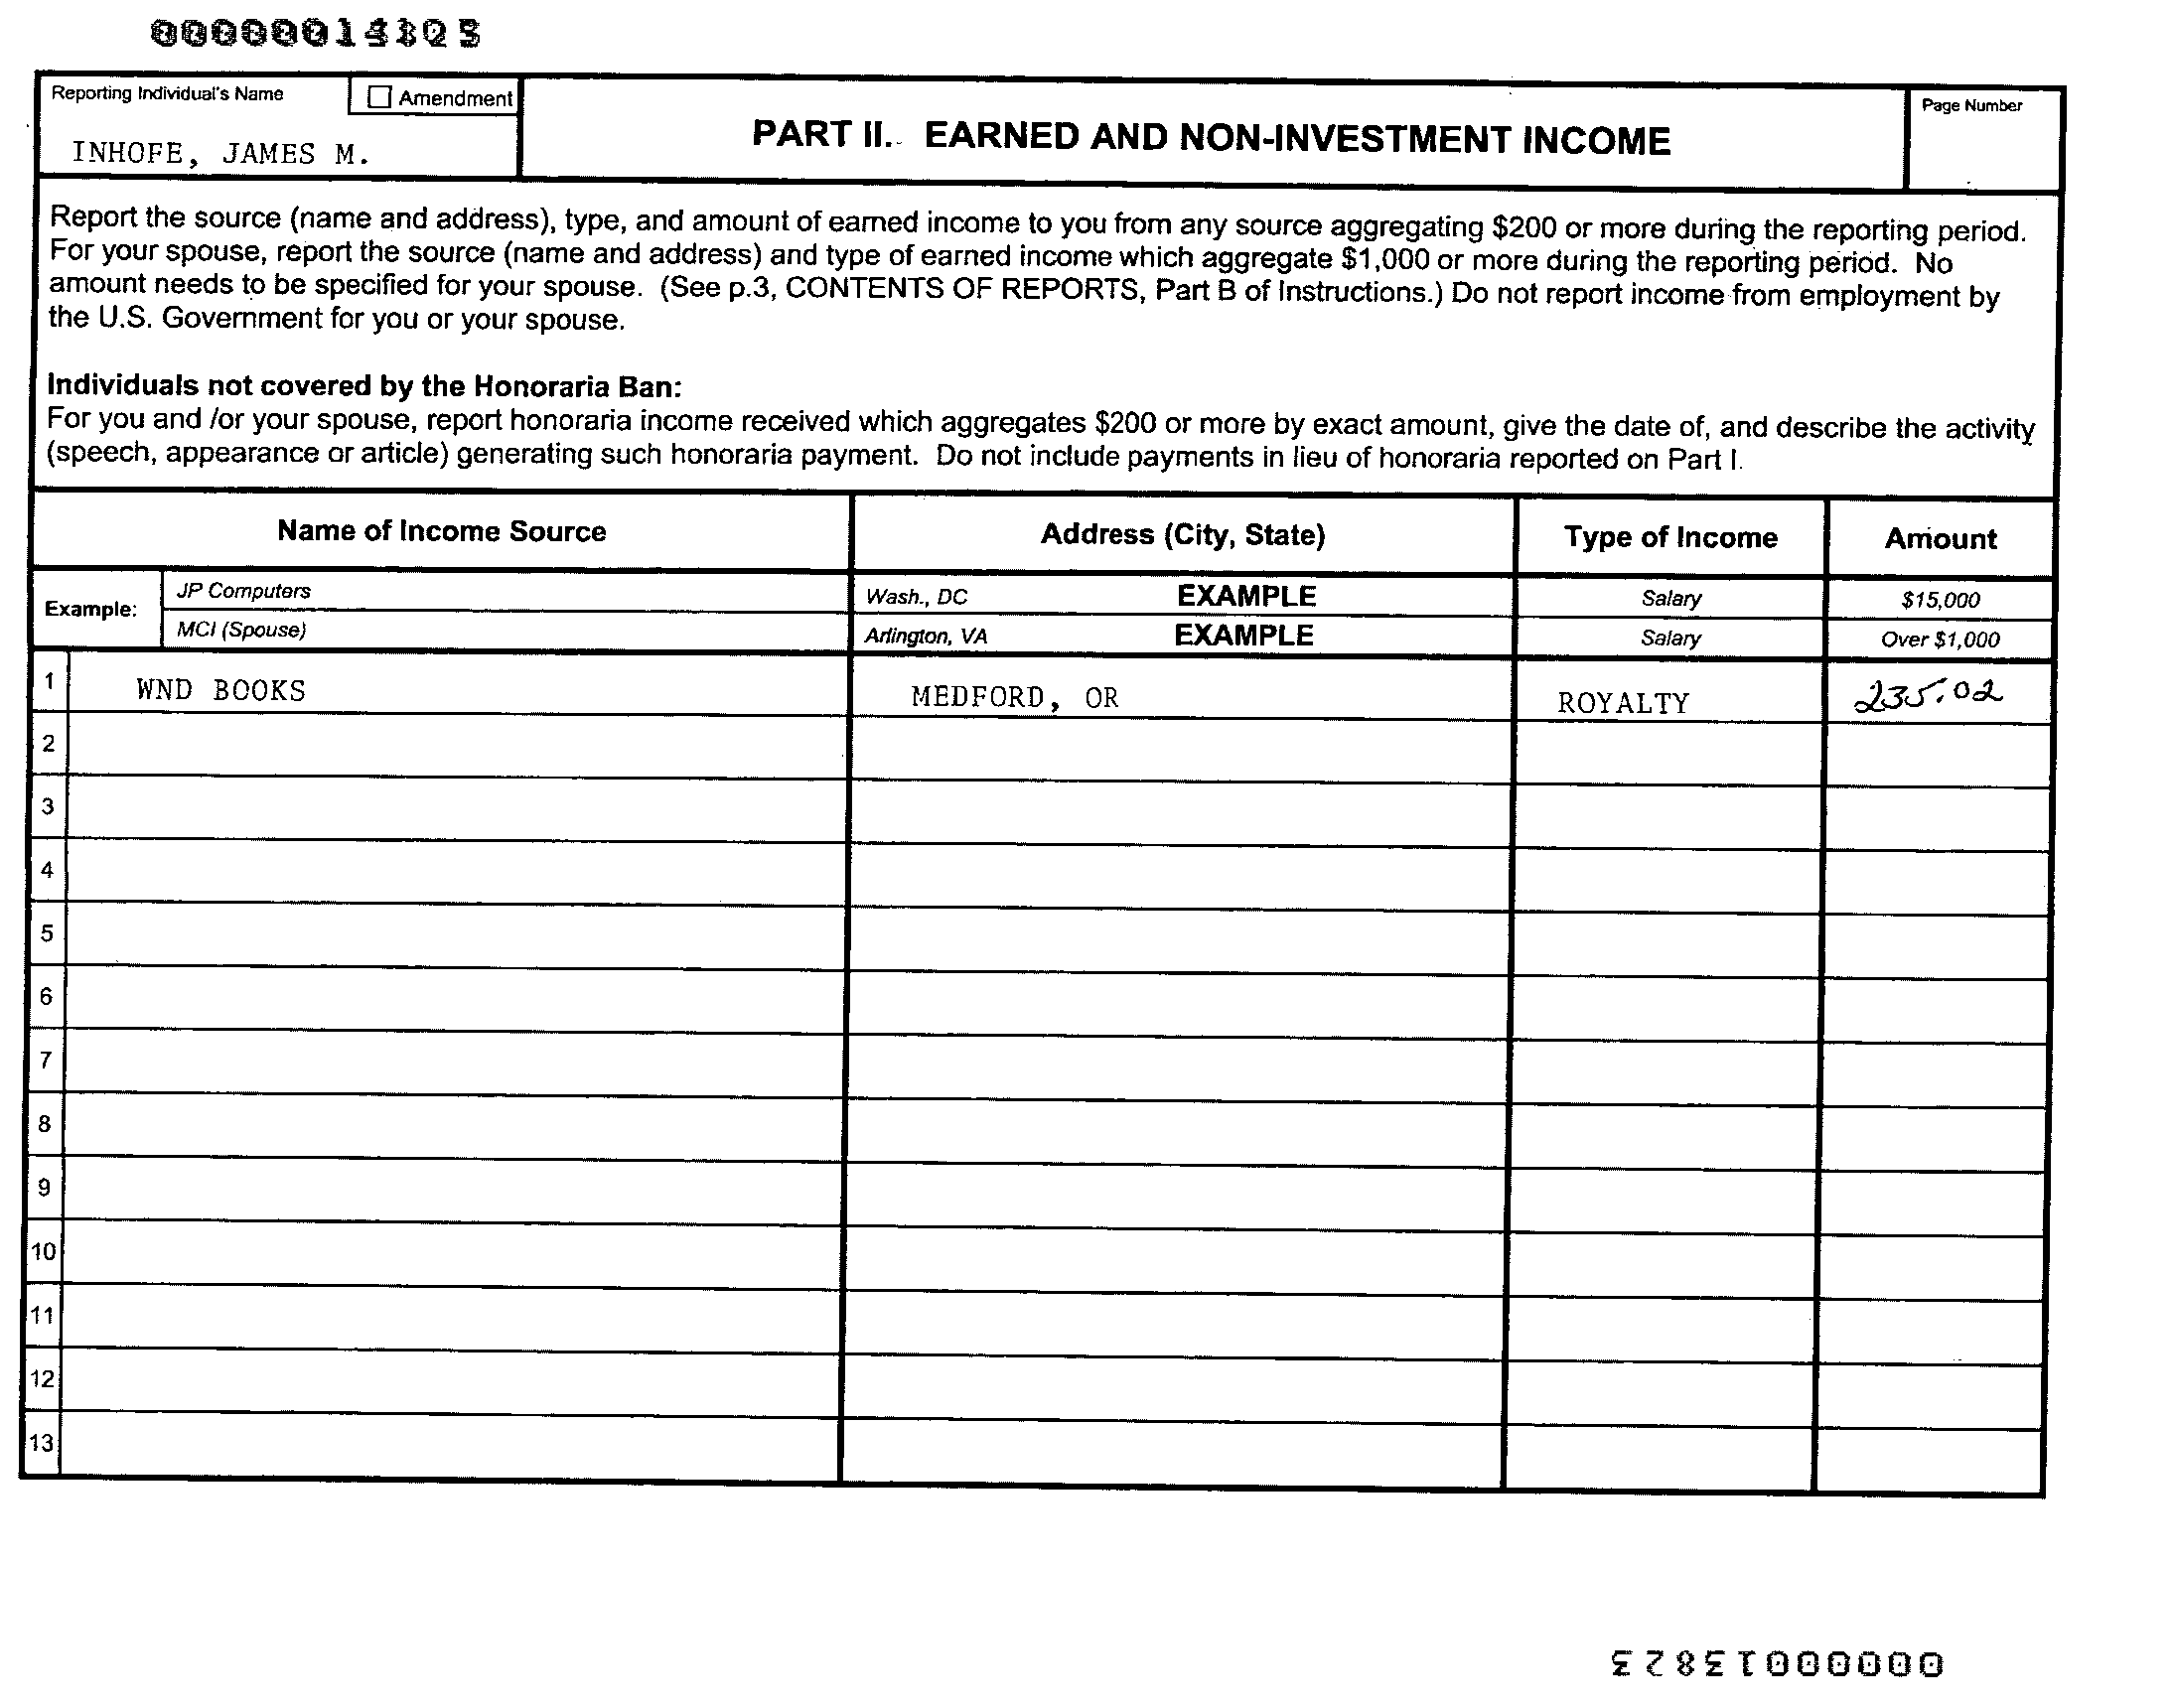 Reporting Individual's Name
☐ Amendment
INHOFE, JAMES M.
PART II. EARNED AND NON-INVESTMENT INCOME
Page Number
Report the source (name and address), type, and amount of earned income to you from any source aggregating $200 or more during the reporting period.
For your spouse, report the source (name and address) and type of earned income which aggregate $1,000 or more during the reporting period. No
amount needs to be specified for your spouse. (See p.3, CONTENTS OF REPORTS, Part B of Instructions.) Do not report income from employment by
the U.S. Government for you or your spouse.
Individuals not covered by the Honoraria Ban:
For you and /or your spouse, report honoraria income received which aggregates $200 or more by exact amount, give the date of, and describe the activity
(speech, appearance or article) generating such honoraria payment. Do not include payments in lieu of honoraria reported on Part I.
Name of Income Source Address (City, State) Type of Income Amount
Example: JP Computers Wash., DC EXAMPLE Salary $15,000
MCI (Spouse) Arlington, VA EXAMPLE Salary Over $1,000
1 WND BOOKS MEDFORD, OR ROYALTY 235.02
2
3
4
5
6
7
8
9
10
11
12
13
00000013823